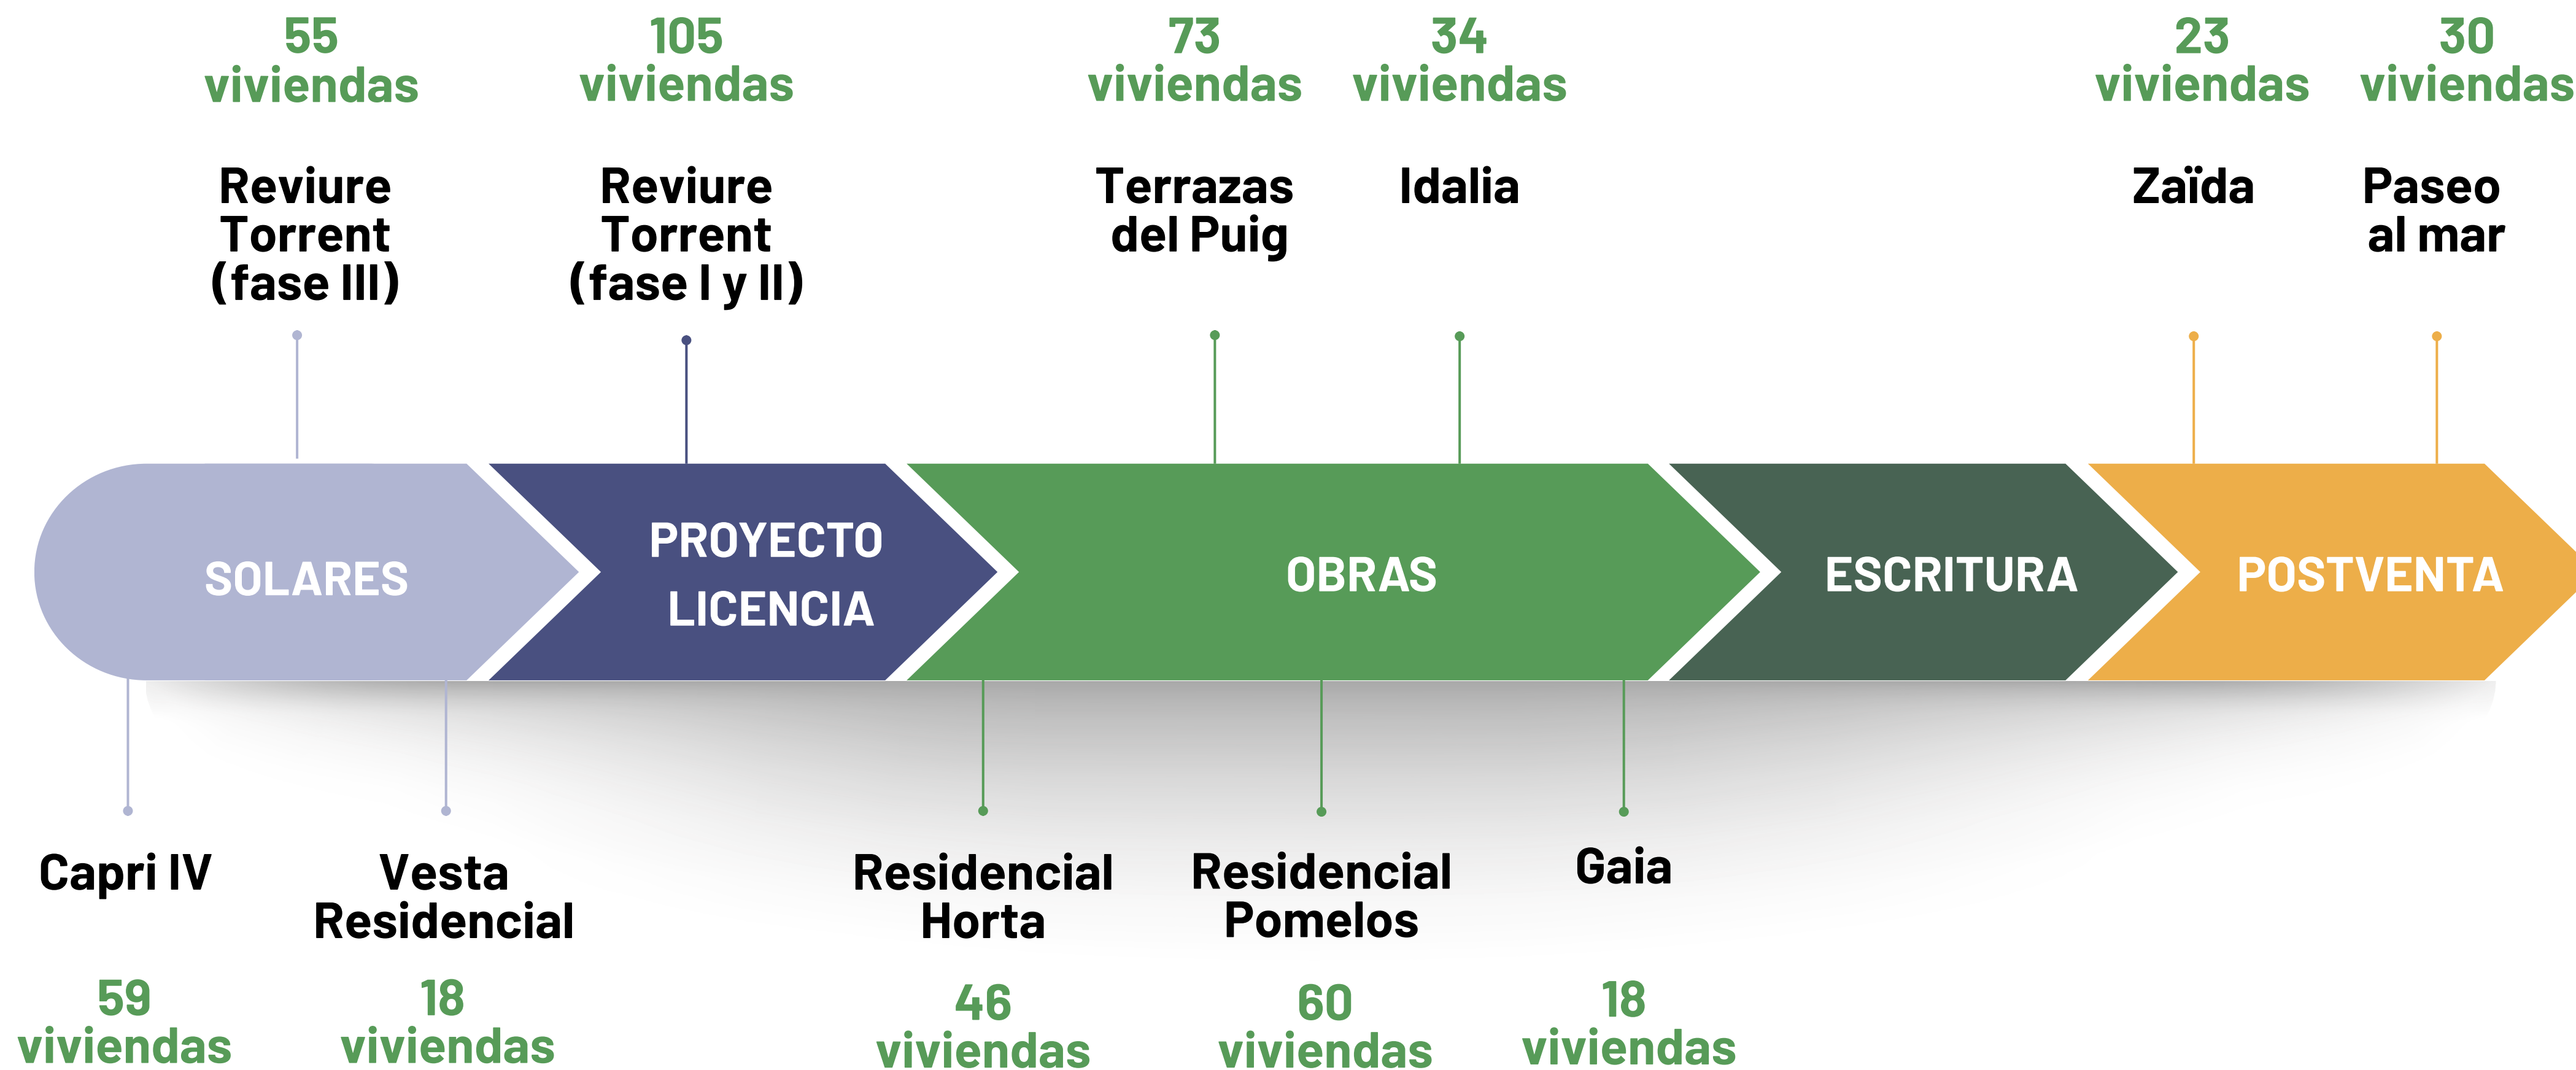 55
viviendas
105
viviendas
73
viviendas
34
viviendas
23
viviendas
30
viviendas
Reviure
Torrent
(fase III)
Reviure
Torrent
(fase I y II)
Terrazas
del Puig
Idalia
Zaïda
Paseo
al mar
SOLARES
PROYECTO
LICENCIA
OBRAS
ESCRITURA
POSTVENTA
Capri IV
Vesta
Residencial
Residencial
Horta
Residencial
Pomelos
Gaia
59
viviendas
18
viviendas
46
viviendas
60
viviendas
18
viviendas